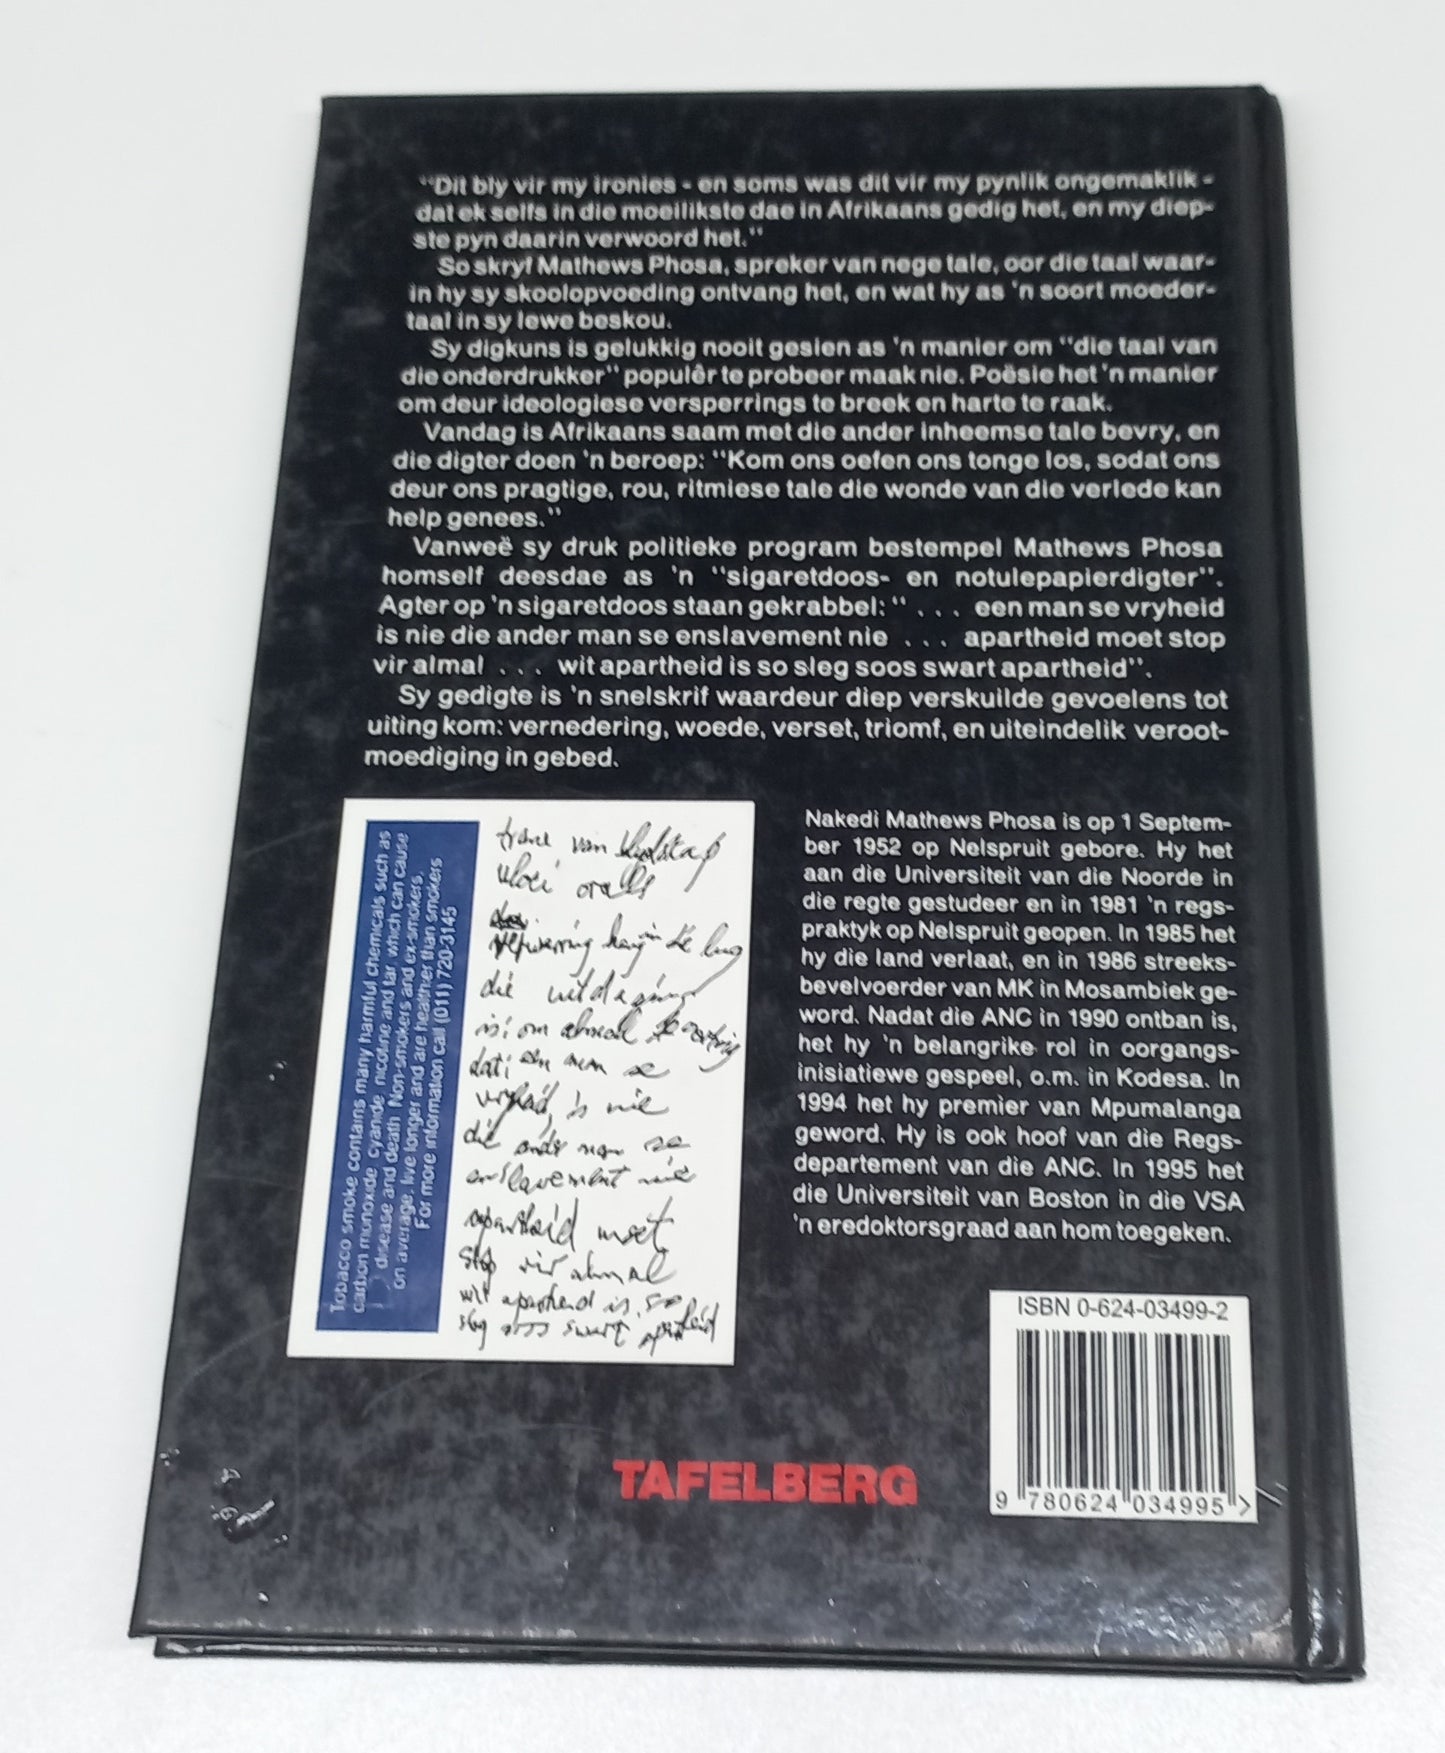 "Dit bly vir my ironies - en soms was dit vir my pynlik ongemaklik -
dat ek selfs in die moeilikste dae in Afrikaans gedig het, en my diep-
ste pyn daarin verwoord het."
So skryf Mathews Phosa, spreker van nege tale, oor die taal waar-
in hy sy skoolopvoeding ontvang het, en wat hy as 'n soort moeder-
taal in sy lewe beskou.
Sy digkuns is gelukkig nooit gesien as 'n manier om "die taal van
die onderdrukker" populêr te probeer maak nie. Poësie het 'n manier
om deur ideologiese versperrings te breek en harte te raak.
Vandag is Afrikaans saam met die ander inheemse tale bevry, en
die digter doen 'n beroep: "Kom ons oefen ons tonge los, sodat ons
deur ons pragtige, rou, ritmiese tale die wonde van die verlede kan
help genees."
Vanweë sy druk politieke program bestempel Mathews Phosa
homself deesdae as 'n "sigaretdoos- en notulepapierdigter".
Agter op 'n sigaretdoos staan gekrabbel: " . . . een man se vryheid
is nie die ander man se enslavement nie . . . apartheid moet stop
vir almal . . . wit apartheid is so sleg soos swart apartheid".
Sy gedigte is 'n snelskrif waardeur diep verskuilde gevoelens tot
uiting kom: vernedering, woede, verset, triomf, en uiteindelik veroot-
moediging in gebed.
Tobacco smoke contains many harmful chemicals such as
carbon monoxide cyanide nicotine and tar which can cause
disease and death Non-smokers and ex-smokers,
on average, live longer and are healthier than smokers
For more information call (011) 720-3145
trane van
vloei orals
hang in die lug
die uitdaging
is om almal te oortuig
dat: een man se
vryheid is nie
die ander man se
enslavement nie
apartheid moet
stop vir almal
wit apartheid is so
sleg soos swart apartheid
Nakedi Mathews Phosa is op 1 Septem-
ber 1952 op Nelspruit gebore. Hy het
aan die Universiteit van die Noorde in
die regte gestudeer en in 1981 'n regs-
praktyk op Nelspruit geopen. In 1985 het
hy die land verlaat, en in 1986 streeks-
bevelvoerder van MK in Mosambiek ge-
word. Nadat die ANC in 1990 ontban is,
het hy 'n belangrike rol in oorgangs-
inisiatiewe gespeel, o.m. in Kodesa. In
1994 het hy premier van Mpumalanga
geword. Hy is ook hoof van die Regs-
departement van die ANC. In 1995 het
die Universiteit van Boston in die VSA
'n eredoktorsgraad aan hom toegeken.
ISBN 0-624-03499-2
9 780624 034995 >
TAFELBERG